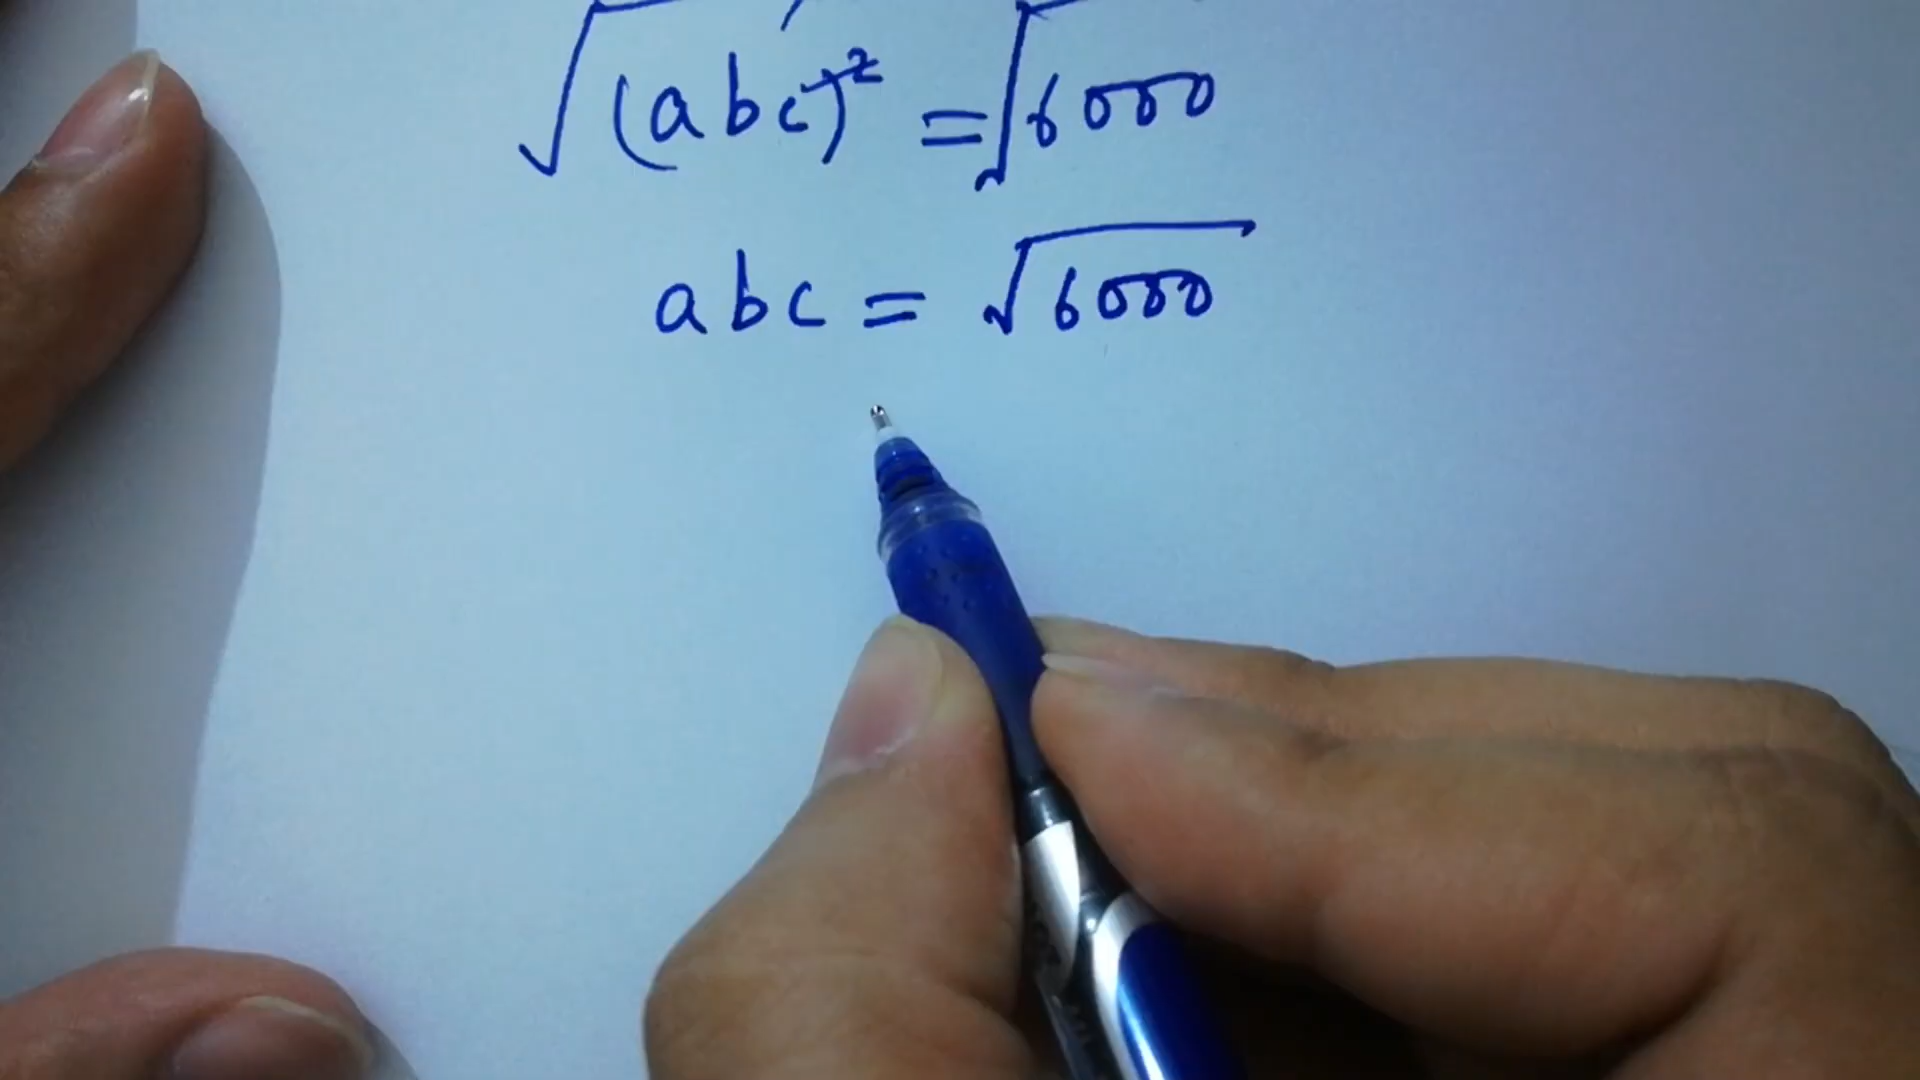 √(abc)² = √6000
abc = √6000